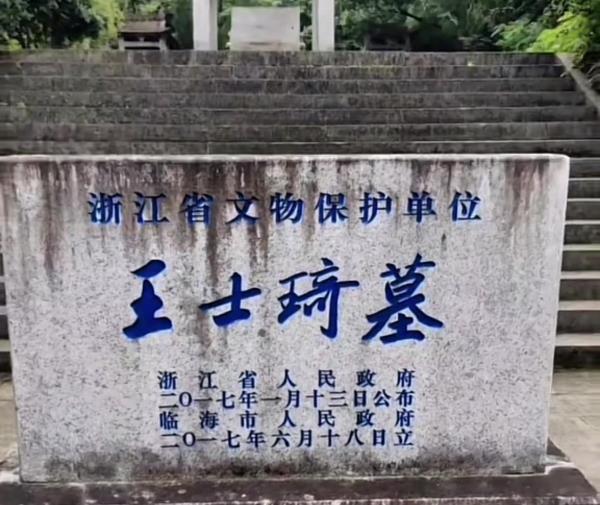 浙江省文物保护单位
王士琦墓
浙江省人民政府
二〇一七年一月十三日公布
临海市人民政府
二〇一七年六月十八日立